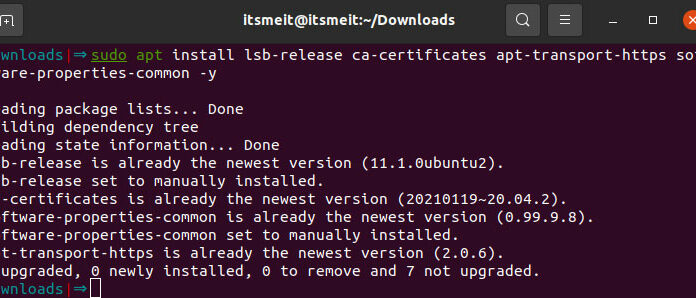 itsmeit@itsmeit:~/Downloads
wnloads|⇒ sudo apt install lsb-release ca-certificates apt-transport-https sof
ware-properties-common -y
ading package lists... Done
ilding dependency tree
ading state information... Done
b-release is already the newest version (11.1.0ubuntu2).
b-release set to manually installed.
-certificates is already the newest version (20210119~20.04.2).
ftware-properties-common is already the newest version (0.99.9.8).
ftware-properties-common set to manually installed.
t-transport-https is already the newest version (2.0.6).
upgraded, 0 newly installed, 0 to remove and 7 not upgraded.
wnloads|⇒